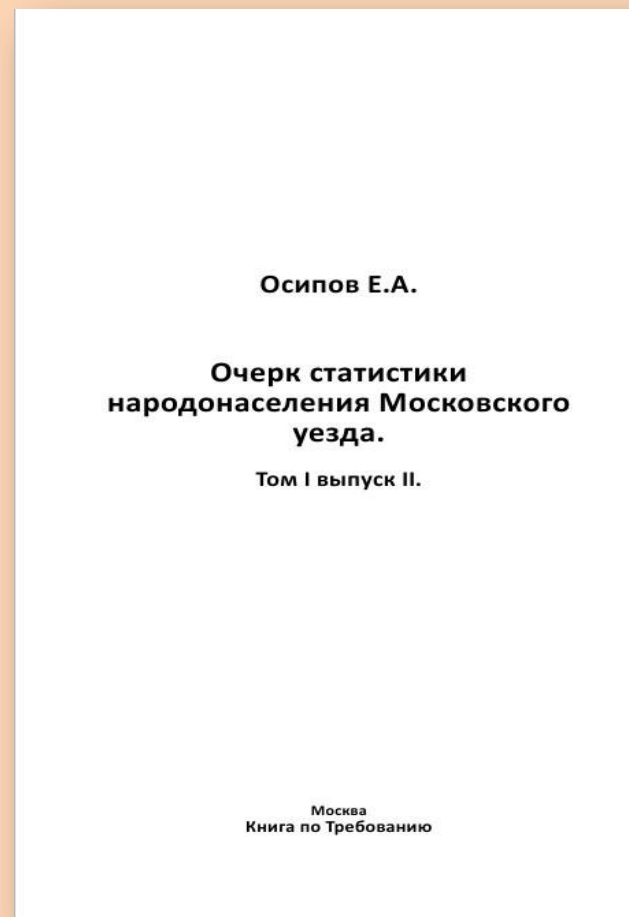 Осипов Е.А.
Очерк статистики
народонаселения Московского
уезда.
Том I выпуск II.
Москва
Книга по Требованию